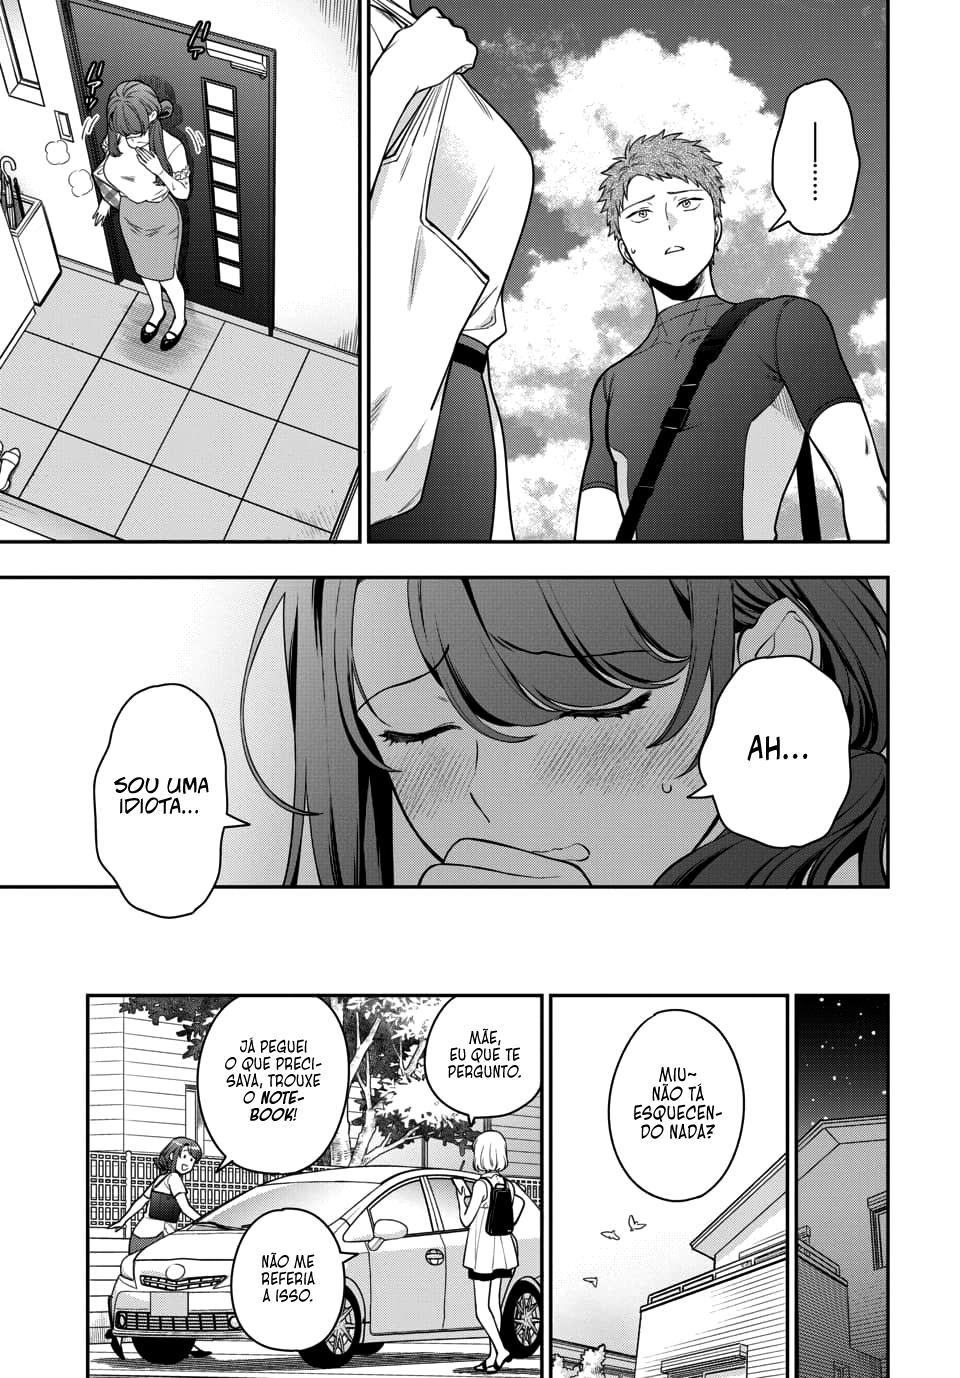 ...........
AH...
SOU UMA
IDIOTA...
MIU~
NÃO TÁ
ESQUECEN-
DO NADA?
MÃE,
EU QUE TE
PERGUNTO.
JÁ PEGUEI
O QUE PRECI-
SAVA, TROUXE
O NOTE-
BOOK!
NÃO ME
REFERIA
A ISSO.